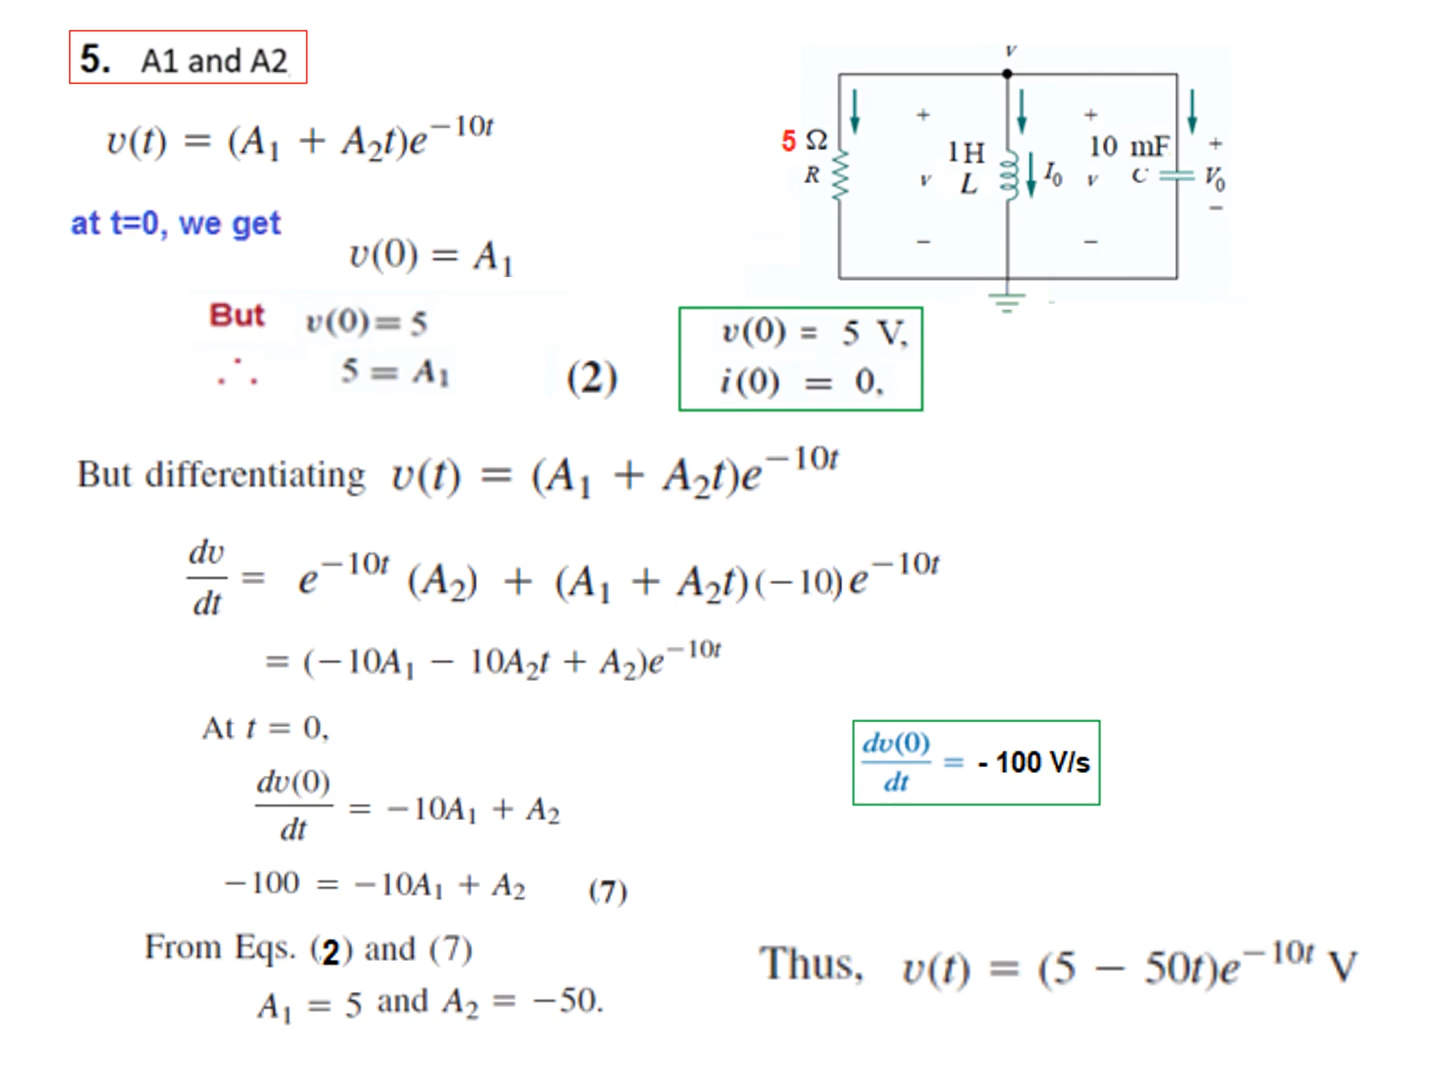 5. A1 and A2
v(t) = (A₁ + A₂t)e⁻¹⁰ᵗ
at t=0, we get
v(0) = A₁
But v(0)= 5
∴ 5 = A₁ (2)
v
5 Ω
R
+
v
−
1 H
L
I₀
+
v
−
10 mF
C
+
V₀
−
v(0) = 5 V,
i(0) = 0,
But differentiating v(t) = (A₁ + A₂t)e⁻¹⁰ᵗ
dv/dt = e⁻¹⁰ᵗ (A₂) + (A₁ + A₂t)(−10)e⁻¹⁰ᵗ
= (−10A₁ − 10A₂t + A₂)e⁻¹⁰ᵗ
At t = 0,
dv(0)/dt = −10A₁ + A₂
dv(0)/dt = - 100 V/s
−100 = −10A₁ + A₂ (7)
From Eqs. (2) and (7)
A₁ = 5 and A₂ = −50.
Thus, v(t) = (5 − 50t)e⁻¹⁰ᵗ V